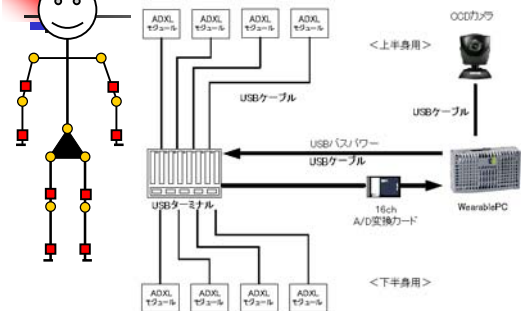 ADXL
モジュール
ADXL
モジュール
ADXL
モジュール
ADXL
モジュール
<上半身用>
CCDカメラ
USBケーブル
USBケーブル
USBバスパワー
USBケーブル
USBターミナル
16ch
A/D変換カード
WearablePC
<下半身用>
ADXL
モジュール
ADXL
モジュール
ADXL
モジュール
ADXL
モジュール